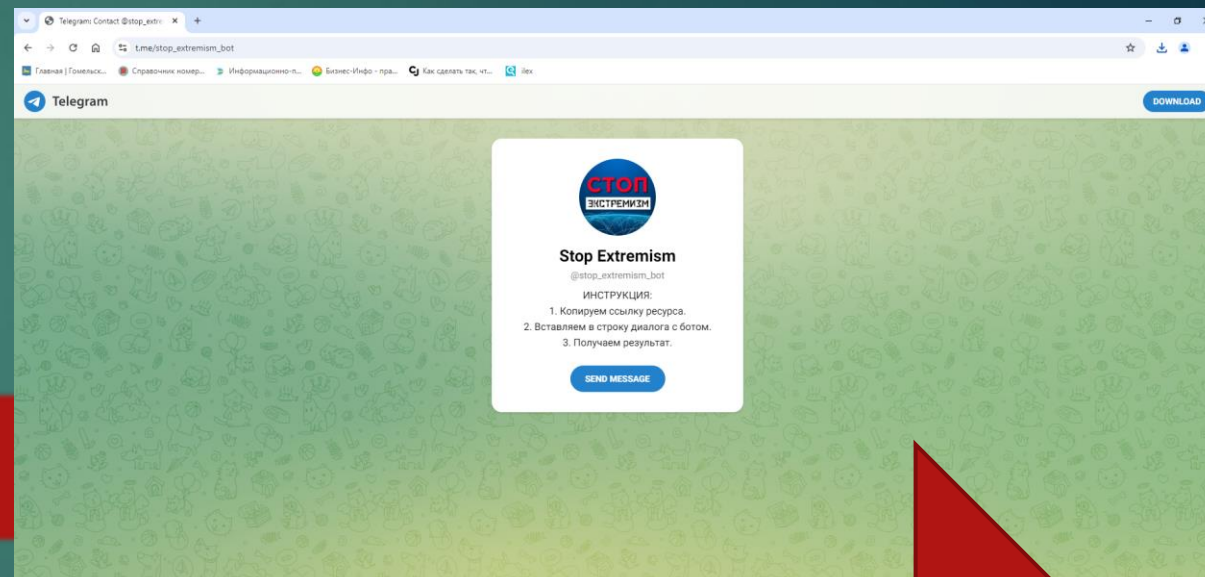 Telegram: Contact @stop_extre
t.me/stop_extremism_bot
Главная | Гомельск...
Справочник номер...
Информационно-п...
Бизнес-Инфо - пра...
Как сделать так, чт...
ilex
Telegram
DOWNLOAD
СТОП
ЭКСТРЕМИЗМ
Stop Extremism
@stop_extremism_bot
ИНСТРУКЦИЯ:
1. Копируем ссылку ресурса.
2. Вставляем в строку диалога с ботом.
3. Получаем результат.
SEND MESSAGE